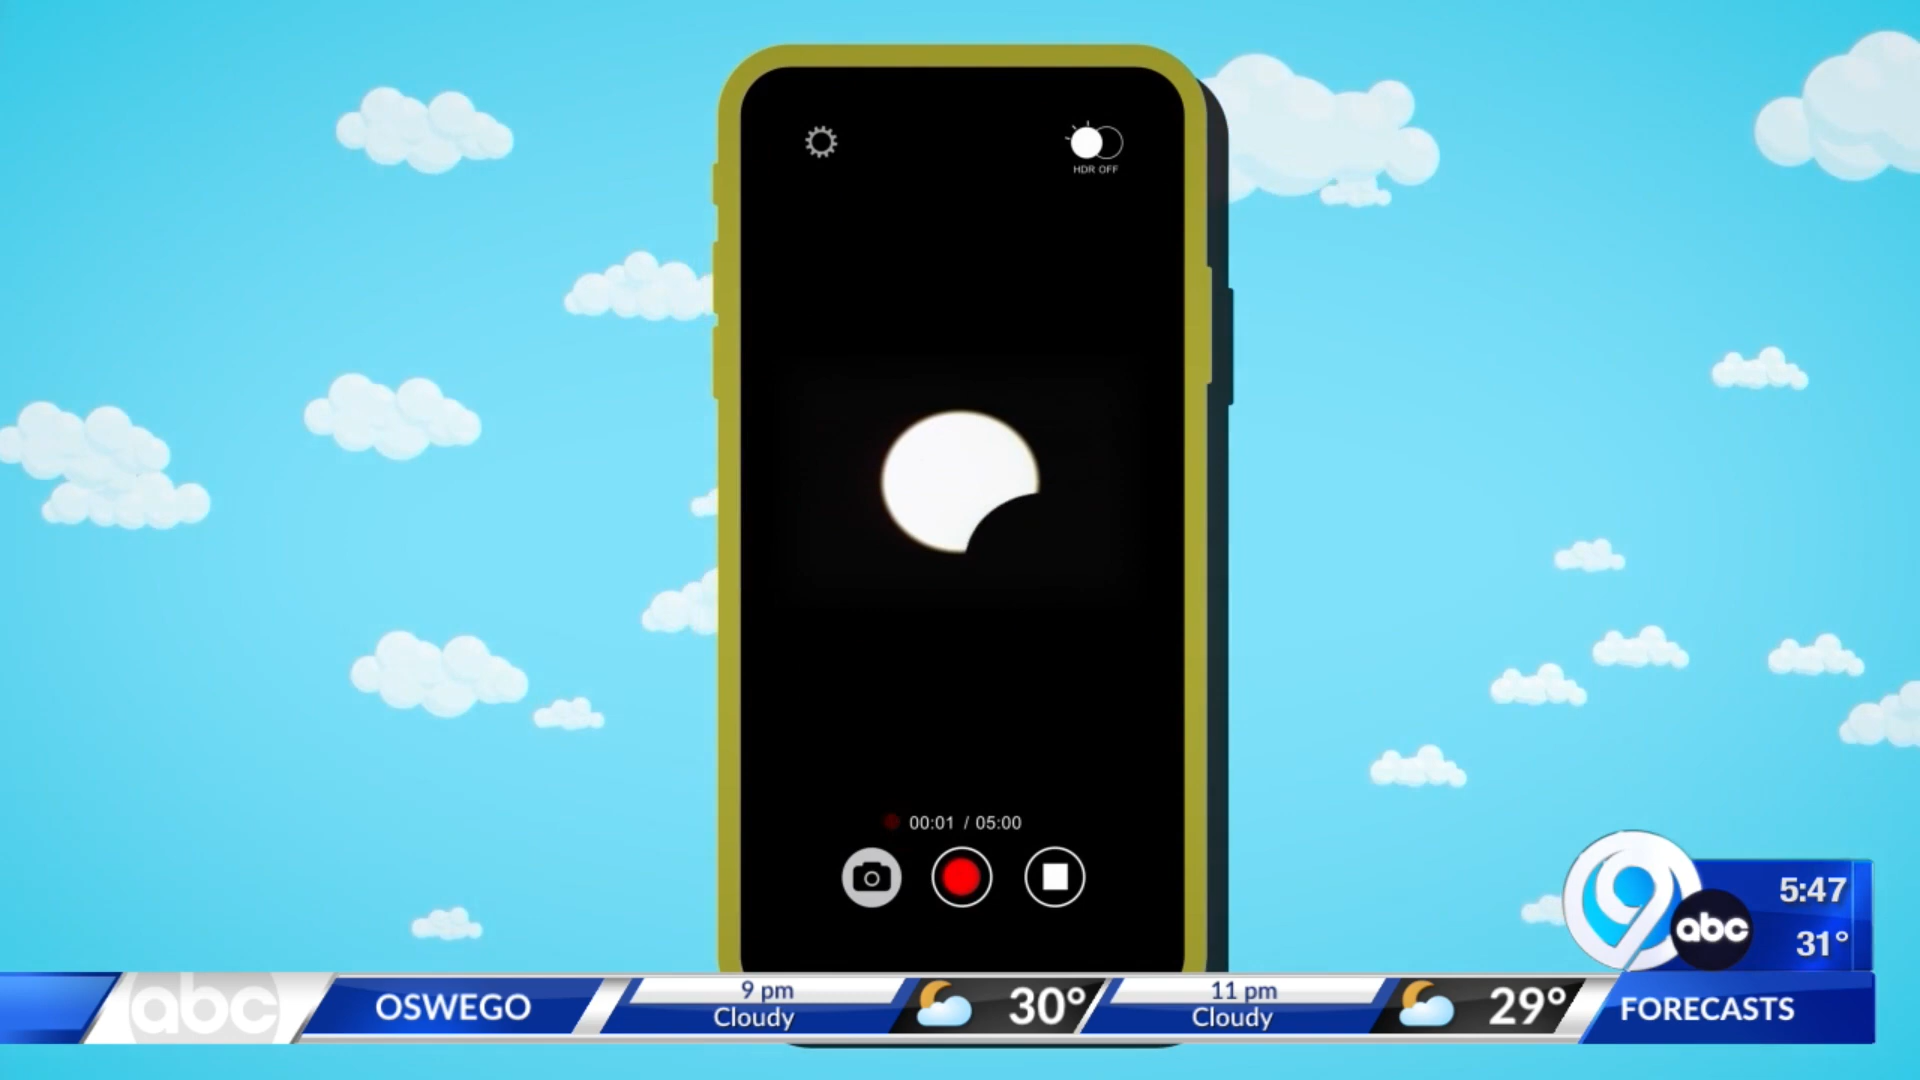 HDR OFF
00:01 / 05:00
9 abc
5:47
31°
abc
OSWEGO
9 pm
Cloudy
30°
11 pm
Cloudy
29°
FORECASTS